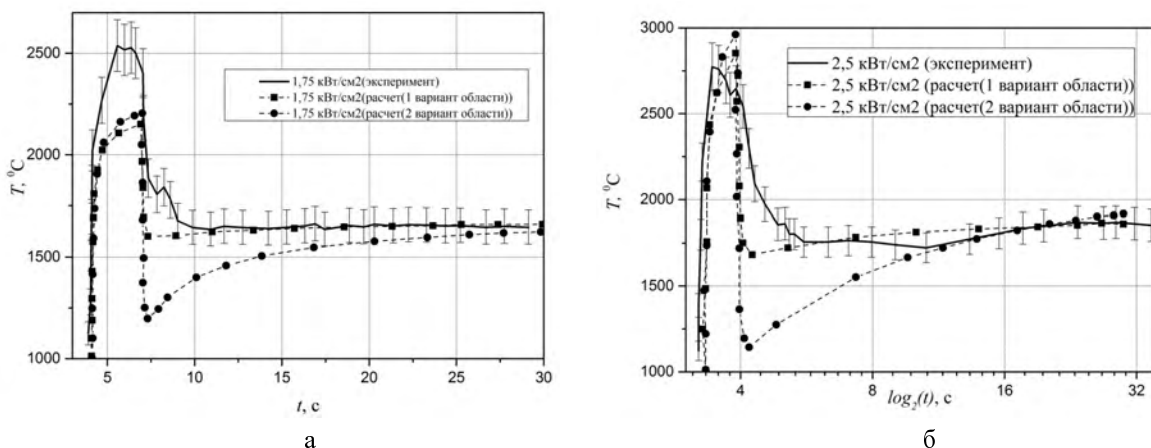 а)
2500
2000
1500
1000
T, ⁰C
1,75 кВт/см2(эксперимент)
1,75 кВт/см2(расчет(1 вариант области))
1,75 кВт/см2(расчет(2 вариант области))
5 10 15 20 25 30
t, с
а
б)
3000
2500
2000
1500
1000
T, ⁰C
2,5 кВт/см2 (эксперимент)
2,5 кВт/см2 (расчет(1 вариант области))
2,5 кВт/см2 (расчет(2 вариант области))
4 8 16 32
log₂(t), с
б